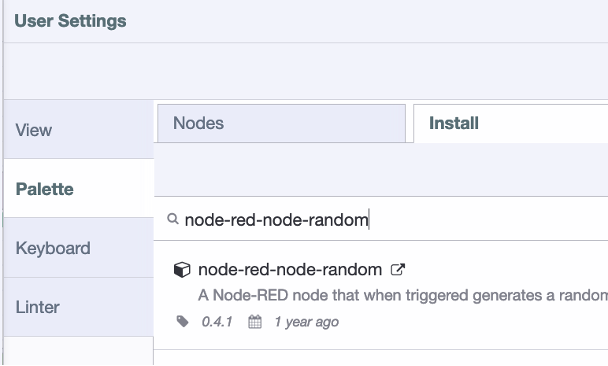 User Settings
View
Palette
Keyboard
Linter
Nodes
Install
node-red-node-random
node-red-node-random
A Node-RED node that when triggered generates a random
0.4.1
1 year ago